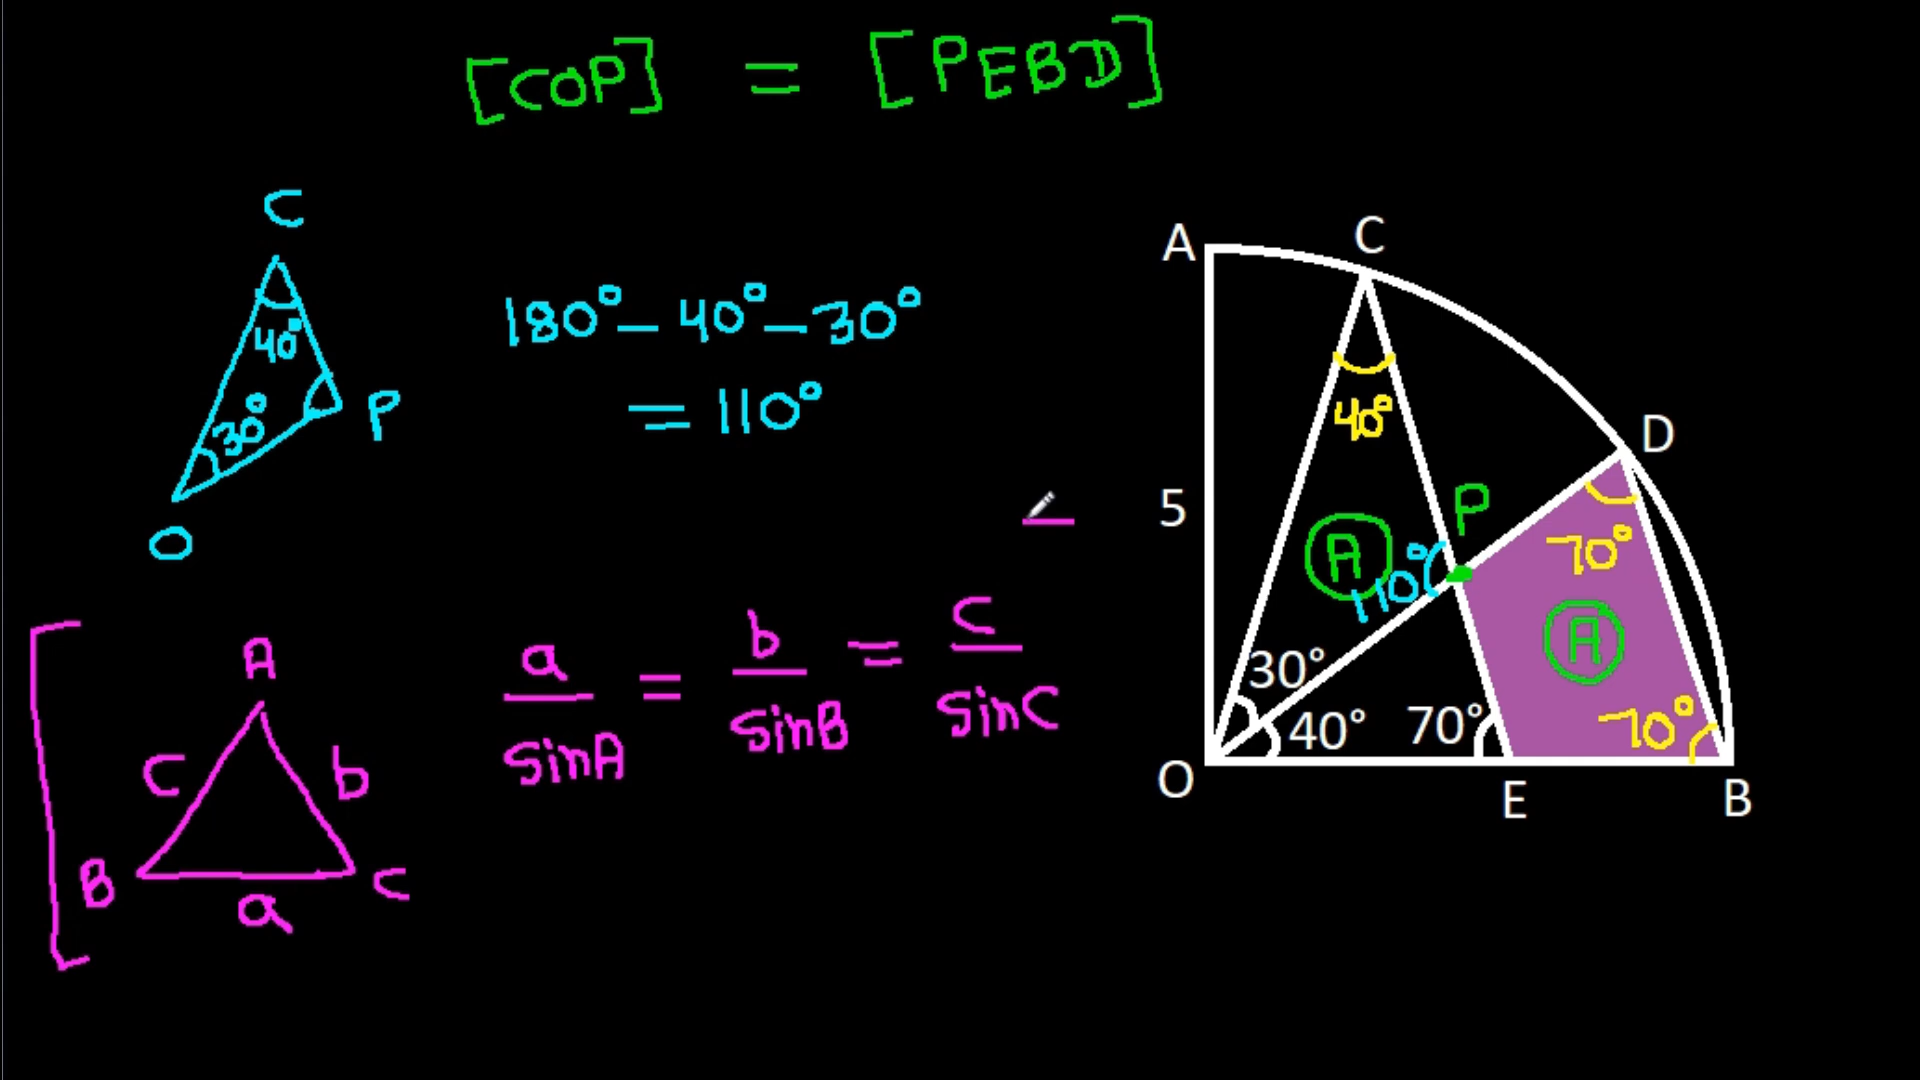 [COP] = [PEBD]
C
40°
30°
P
O
180° - 40° - 30°
= 110°
A
C
b
B
a
C
a/sinA = b/sinB = c/sinC
A
C
40°
D
P
5
A
110°
70°
A
30°
40°
70°
70°
O
E
B